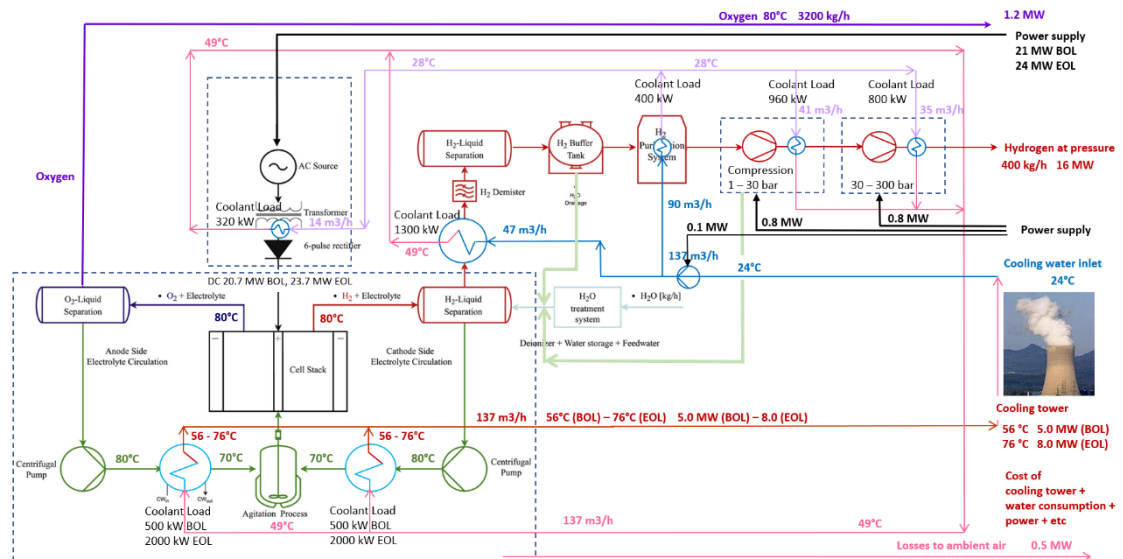 Oxygen 80°C 3200 kg/h
1.2 MW
49°C
Power supply
21 MW BOL
24 MW EOL
28°C
28°C
Coolant Load
400 kW
Coolant Load
960 kW
Coolant Load
800 kW
41 m3/h
35 m3/h
H₂-Liquid
Separation
H₂ Buffer
Tank
H₂
System
Hydrogen at pressure
400 kg/h 16 MW
Oxygen
AC Source
H₂ Demister
H₂O
Drainage
Compression
1 – 30 bar
30 – 300 bar
Coolant Load
320 kW
Transformer
14 m3/h
6-pulse rectifier
Coolant Load
1300 kW
49°C
47 m3/h
90 m3/h
0.8 MW
0.8 MW
Power supply
0.1 MW
137 m3/h
24°C
Cooling water inlet
24°C
DC 20.7 MW BOL, 23.7 MW EOL
O₂-Liquid
Separation
• O₂ + Electrolyte
80°C
• H₂ + Electrolyte
80°C
H₂-Liquid
Separation
H₂O
treatment
system
• H₂O [kg/h]
Deionizer + Water storage + Feedwater
Anode Side
Electrolyte Circulation
Cell Stack
Cathode Side
Electrolyte Circulation
137 m3/h 56°C (BOL) – 76°C (EOL) 5.0 MW (BOL) – 8.0 (EOL)
Cooling tower
56 °C 5.0 MW (BOL)
76 °C 8.0 MW (EOL)
56 - 76°C
56 - 76°C
Centrifugal
Pump
80°C
70°C
70°C
80°C
Centrifugal
Pump
CWin
CWout
Agitation Process
Coolant Load
500 kW BOL
2000 kW EOL
49°C
Coolant Load
500 kW BOL
2000 kW EOL
137 m3/h
49°C
Cost of
cooling tower +
water consumption +
power + etc
Losses to ambient air 0.5 MW